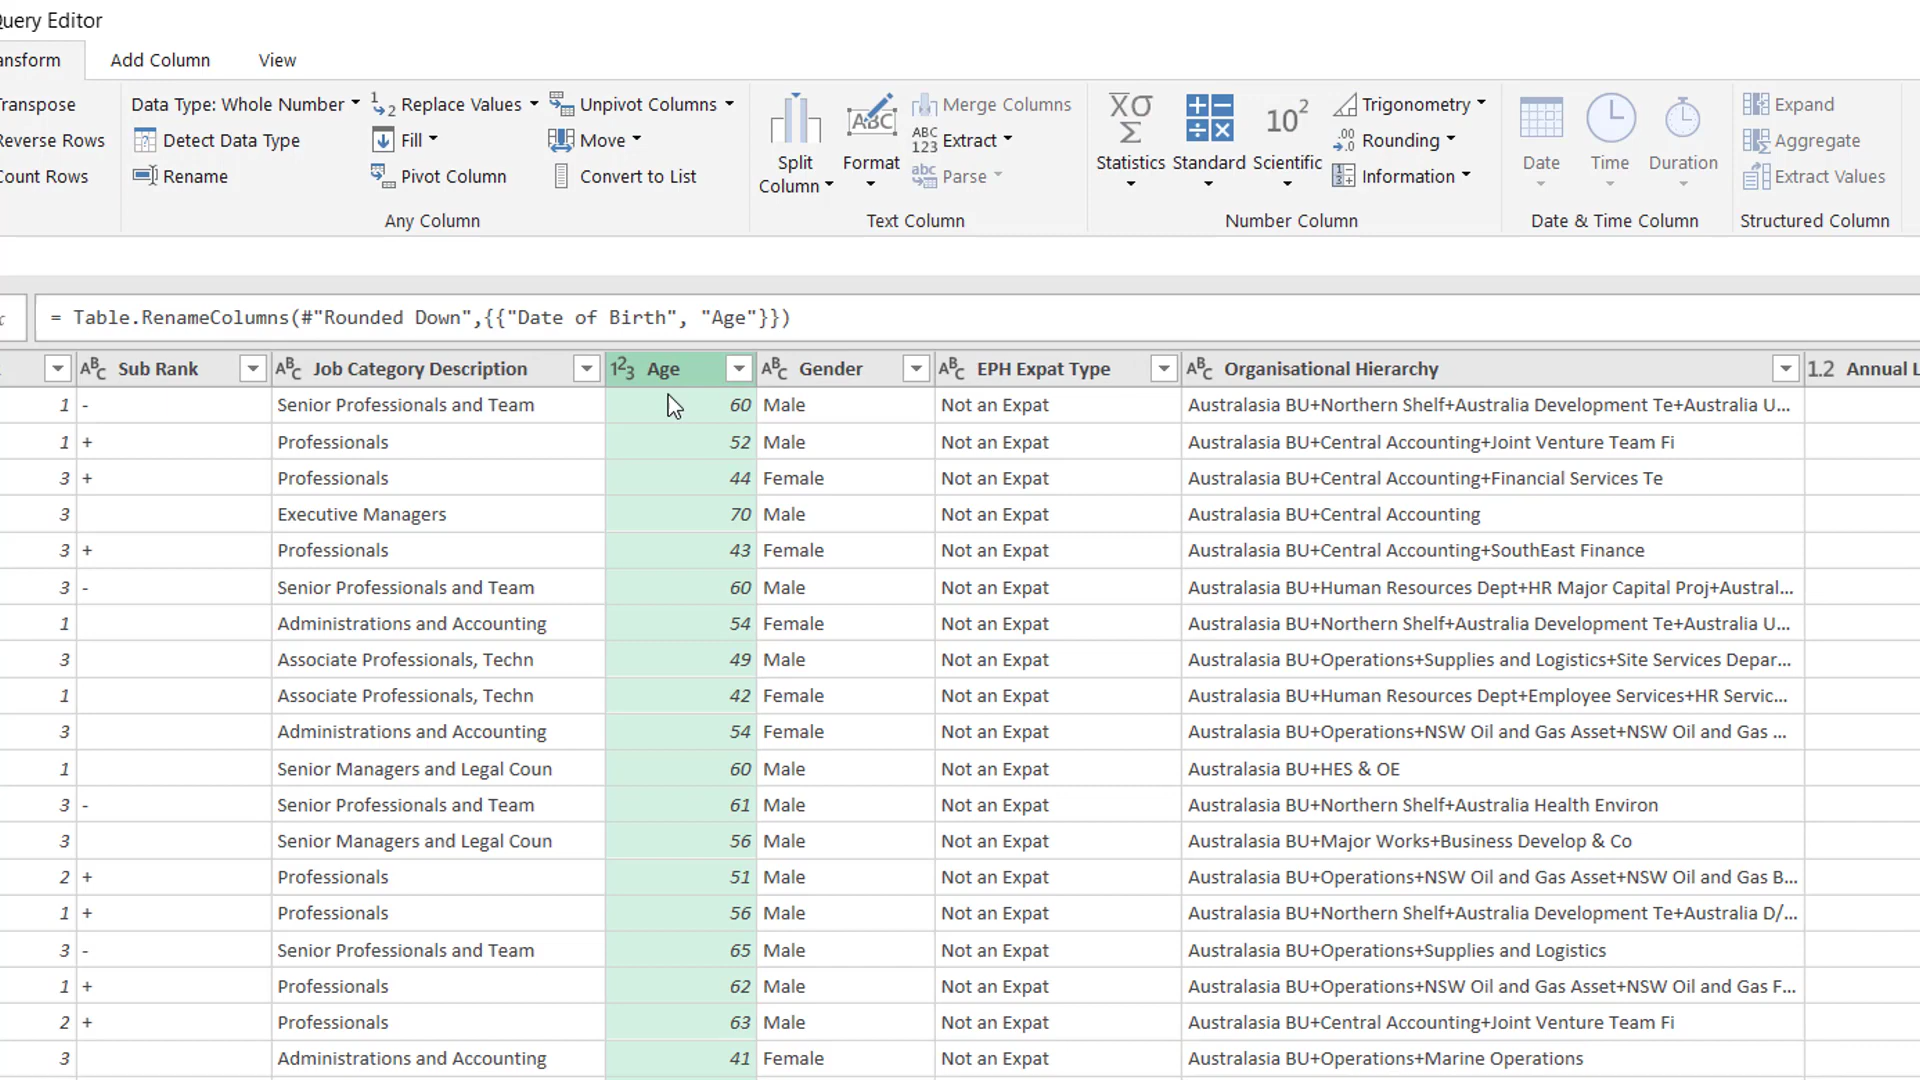 Query Editor
ansform Add Column View
Transpose Data Type: Whole Number Replace Values Unpivot Columns Merge Columns Trigonometry Expand
Reverse Rows Detect Data Type Fill Move Extract Rounding Aggregate
Count Rows Rename Pivot Column Convert to List Parse Information Extract Values
Split Column Format Statistics Standard Scientific Date Time Duration
Any Column Text Column Number Column Date & Time Column Structured Column
= Table.RenameColumns(#"Rounded Down",{{"Date of Birth", "Age"}})
Sub Rank Job Category Description Age Gender EPH Expat Type Organisational Hierarchy 1.2 Annual L
1 - Senior Professionals and Team 60 Male Not an Expat Australasia BU+Northern Shelf+Australia Development Te+Australia U...
1 + Professionals 52 Male Not an Expat Australasia BU+Central Accounting+Joint Venture Team Fi
3 + Professionals 44 Female Not an Expat Australasia BU+Central Accounting+Financial Services Te
3 Executive Managers 70 Male Not an Expat Australasia BU+Central Accounting
3 + Professionals 43 Female Not an Expat Australasia BU+Central Accounting+SouthEast Finance
3 - Senior Professionals and Team 60 Male Not an Expat Australasia BU+Human Resources Dept+HR Major Capital Proj+Austral...
1 Administrations and Accounting 54 Female Not an Expat Australasia BU+Northern Shelf+Australia Development Te+Australia U...
3 Associate Professionals, Techn 49 Male Not an Expat Australasia BU+Operations+Supplies and Logistics+Site Services Depar...
1 Associate Professionals, Techn 42 Female Not an Expat Australasia BU+Human Resources Dept+Employee Services+HR Servic...
3 Administrations and Accounting 54 Female Not an Expat Australasia BU+Operations+NSW Oil and Gas Asset+NSW Oil and Gas ...
1 Senior Managers and Legal Coun 60 Male Not an Expat Australasia BU+HES & OE
3 - Senior Professionals and Team 61 Male Not an Expat Australasia BU+Northern Shelf+Australia Health Environ
3 Senior Managers and Legal Coun 56 Male Not an Expat Australasia BU+Major Works+Business Develop & Co
2 + Professionals 51 Male Not an Expat Australasia BU+Operations+NSW Oil and Gas Asset+NSW Oil and Gas B...
1 + Professionals 56 Male Not an Expat Australasia BU+Northern Shelf+Australia Development Te+Australia D/...
3 - Senior Professionals and Team 65 Male Not an Expat Australasia BU+Operations+Supplies and Logistics
1 + Professionals 62 Male Not an Expat Australasia BU+Operations+NSW Oil and Gas Asset+NSW Oil and Gas F...
2 + Professionals 63 Male Not an Expat Australasia BU+Central Accounting+Joint Venture Team Fi
3 Administrations and Accounting 41 Female Not an Expat Australasia BU+Operations+Marine Operations